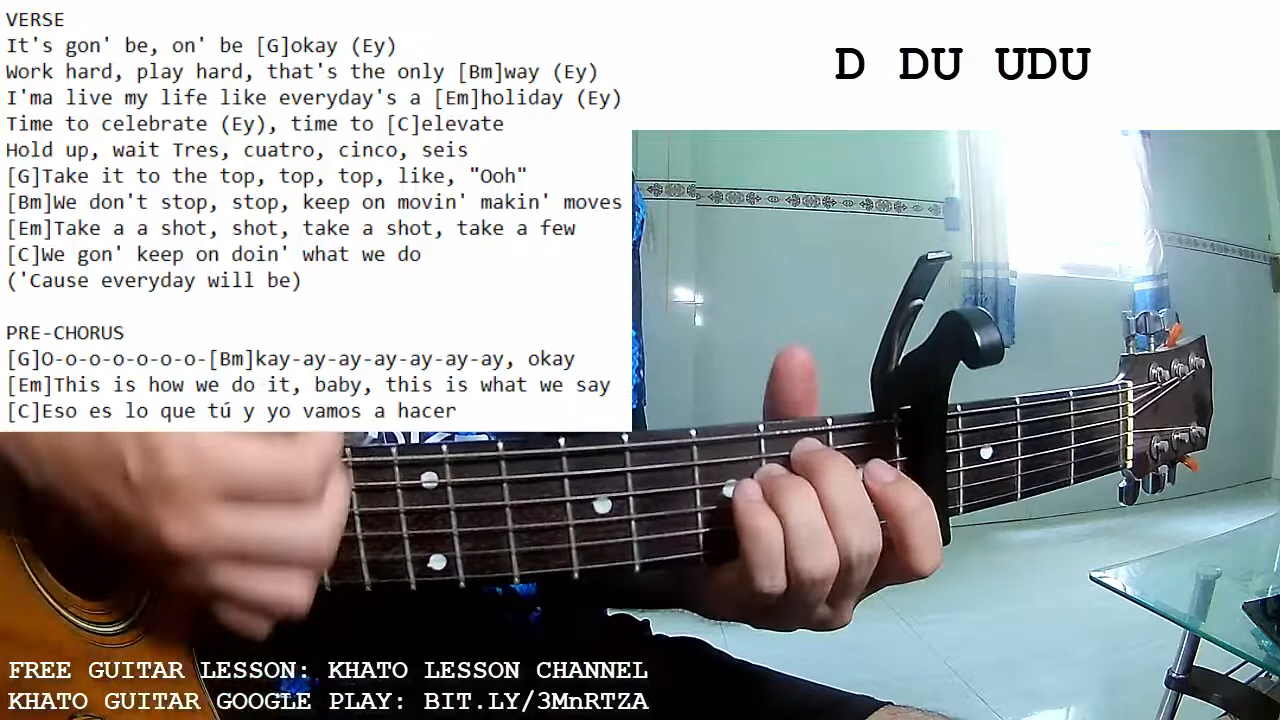 VERSE
It's gon' be, on' be [G]okay (Ey)
Work hard, play hard, that's the only [Bm]way (Ey)
I'ma live my life like everyday's a [Em]holiday (Ey)
Time to celebrate (Ey), time to [C]elevate
Hold up, wait Tres, cuatro, cinco, seis
[G]Take it to the top, top, top, like, "Ooh"
[Bm]We don't stop, stop, keep on movin' makin' moves
[Em]Take a a shot, shot, take a shot, take a few
[C]We gon' keep on doin' what we do
('Cause everyday will be)
PRE-CHORUS
[G]O-o-o-o-o-o-o-[Bm]kay-ay-ay-ay-ay-ay-ay, okay
[Em]This is how we do it, baby, this is what we say
[C]Eso es lo que tú y yo vamos a hacer
D DU UDU
FREE GUITAR LESSON: KHATO LESSON CHANNEL
KHATO GUITAR GOOGLE PLAY: BIT.LY/3MnRTZA